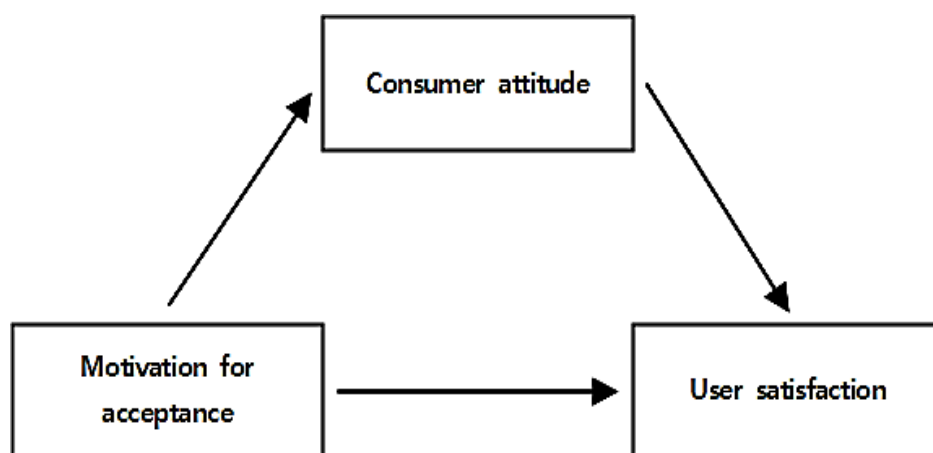 Consumer attitude
Motivation for
acceptance
User satisfaction